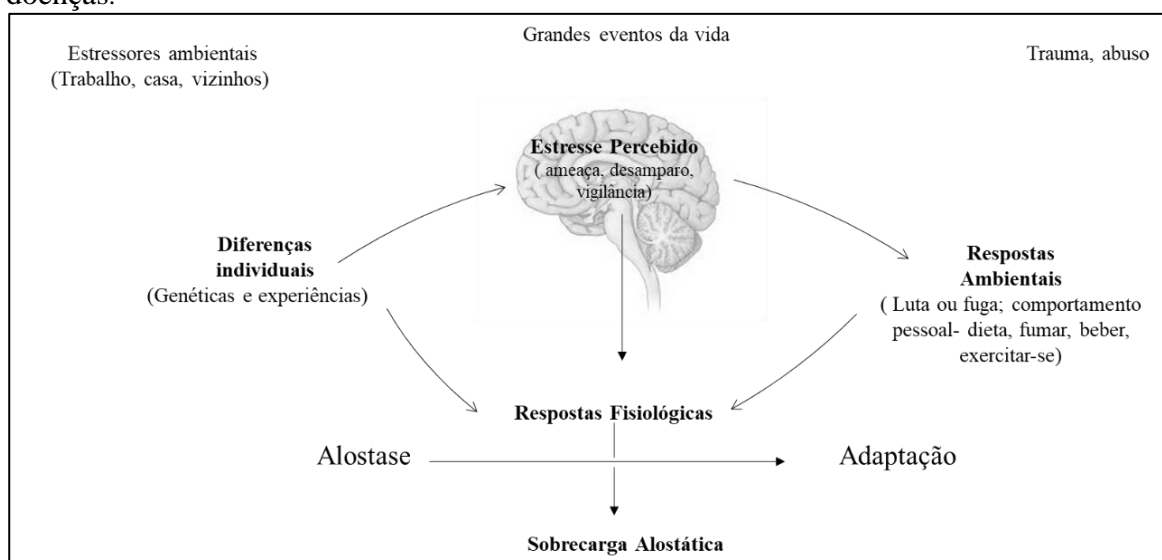 doenças.
Grandes eventos da vida
Estressores ambientais
(Trabalho, casa, vizinhos)
Trauma, abuso
Estresse Percebido
( ameaça, desamparo,
vigilância)
Diferenças
individuais
(Genéticas e experiências)
Respostas
Ambientais
( Luta ou fuga; comportamento
pessoal- dieta, fumar, beber,
exercitar-se)
Respostas Fisiológicas
Alostase
Adaptação
Sobrecarga Alostática